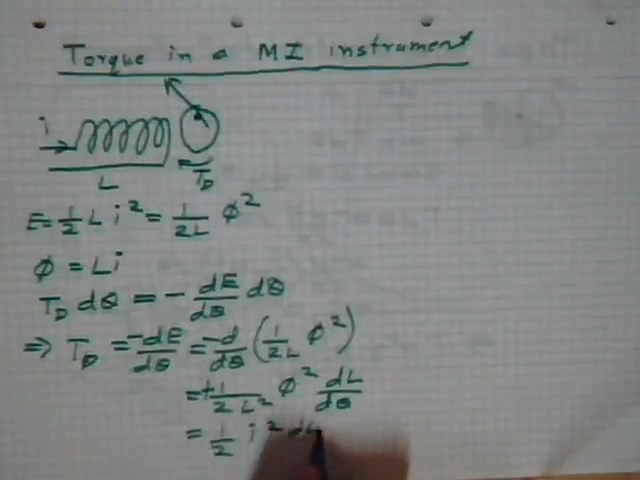 Torque in a MI instrument
i
L
T_D
E = 1/2 L i² = 1/2L Φ²
Φ = Li
T_D dθ = - dE/dθ dθ
⇒ T_D = -dE/dθ = -d/dθ (1/2L Φ²)
= +1/2L² Φ² dL/dθ
= 1/2 i² dL